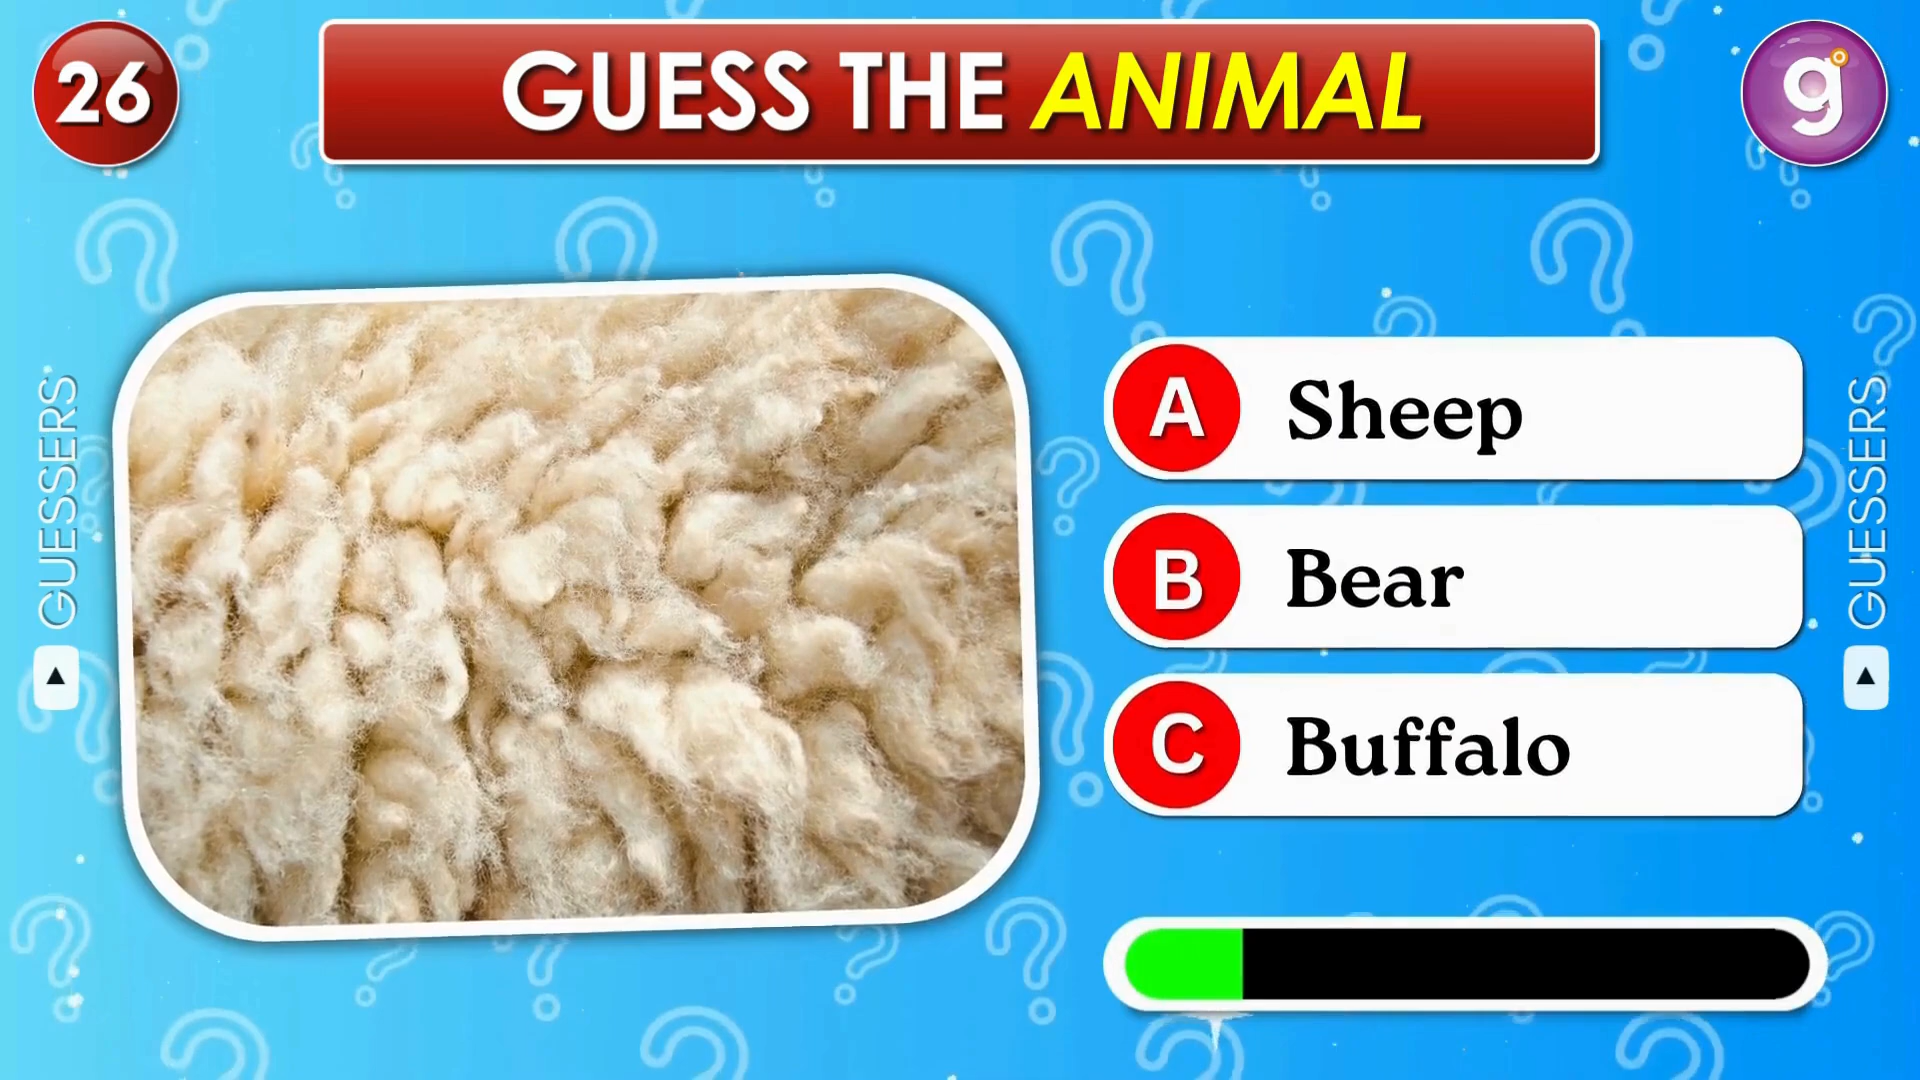 26
GUESS THE ANIMAL
g
GUESSERS
A Sheep
B Bear
C Buffalo
GUESSERS